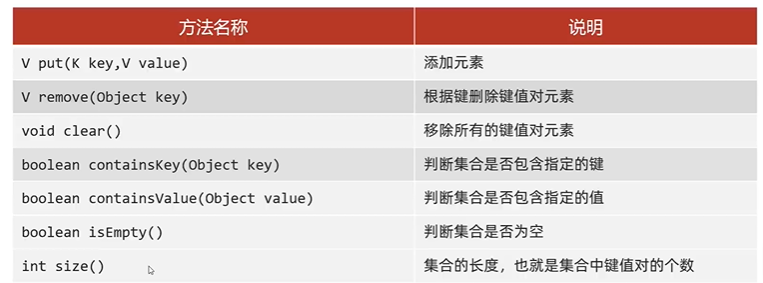 方法名称 说明
V put(K key,V value) 添加元素
V remove(Object key) 根据键删除键值对元素
void clear() 移除所有的键值对元素
boolean containsKey(Object key) 判断集合是否包含指定的键
boolean containsValue(Object value) 判断集合是否包含指定的值
boolean isEmpty() 判断集合是否为空
int size() 集合的长度，也就是集合中键值对的个数